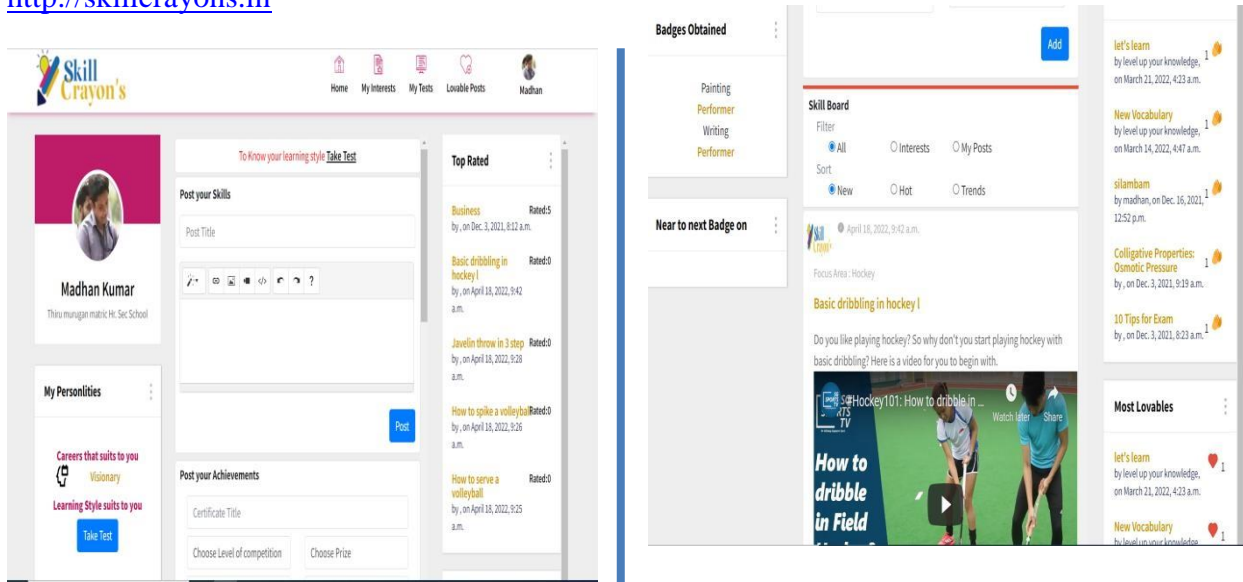 http://skillcrayons.in
Skill
Crayon's
Home My Interests My Tests Lovable Posts Madhan
Madhan Kumar
Thiru murugan matric Hr. Sec School
My Personlities
Careers that suits to you
Visionary
Learning Style suits to you
Take Test
To Know your learning style Take Test
Post your Skills
Post Title
Post
Post your Achievements
Certificate Title
Choose Level of competition Choose Prize
Top Rated
Business Rated:5
by , on Dec. 3, 2021, 8:12 a.m.
Basic dribbling in Rated:0
hockey l
by , on April 18, 2022, 9:42
a.m.
Javelin throw in 3 step Rated:0
by , on April 18, 2022, 9:28
a.m.
How to spike a volleyball Rated:0
by , on April 18, 2022, 9:26
a.m.
How to serve a Rated:0
volleyball
by , on April 18, 2022, 9:25
a.m.
Badges Obtained
Painting
Performer
Writing
Performer
Near to next Badge on
Add
Skill Board
Filter
All Interests My Posts
Sort
New Hot Trends
Skill
Crayon's
April 18, 2022, 9:42 a.m.
Focus Area : Hockey
Basic dribbling in hockey l
Do you like playing hockey? So why don't you start playing hockey with
basic dribbling? Here is a video for you to begin with.
#Hockey101: How to dribble in ...
Watch later Share
TV
How to
dribble
in Field
let's learn
by level up your knowledge, 1
on March 21, 2022, 4:23 a.m.
New Vocabulary
by level up your knowledge, 1
on March 14, 2022, 4:47 a.m.
silambam
by madhan, on Dec. 16, 2021, 1
12:52 p.m.
Colligative Properties:
Osmotic Pressure 1
by , on Dec. 3, 2021, 9:19 a.m.
10 Tips for Exam
by , on Dec. 3, 2021, 8:23 a.m. 1
Most Lovables
let's learn
by level up your knowledge, 1
on March 21, 2022, 4:23 a.m.
New Vocabulary
by level up your knowledge, 1